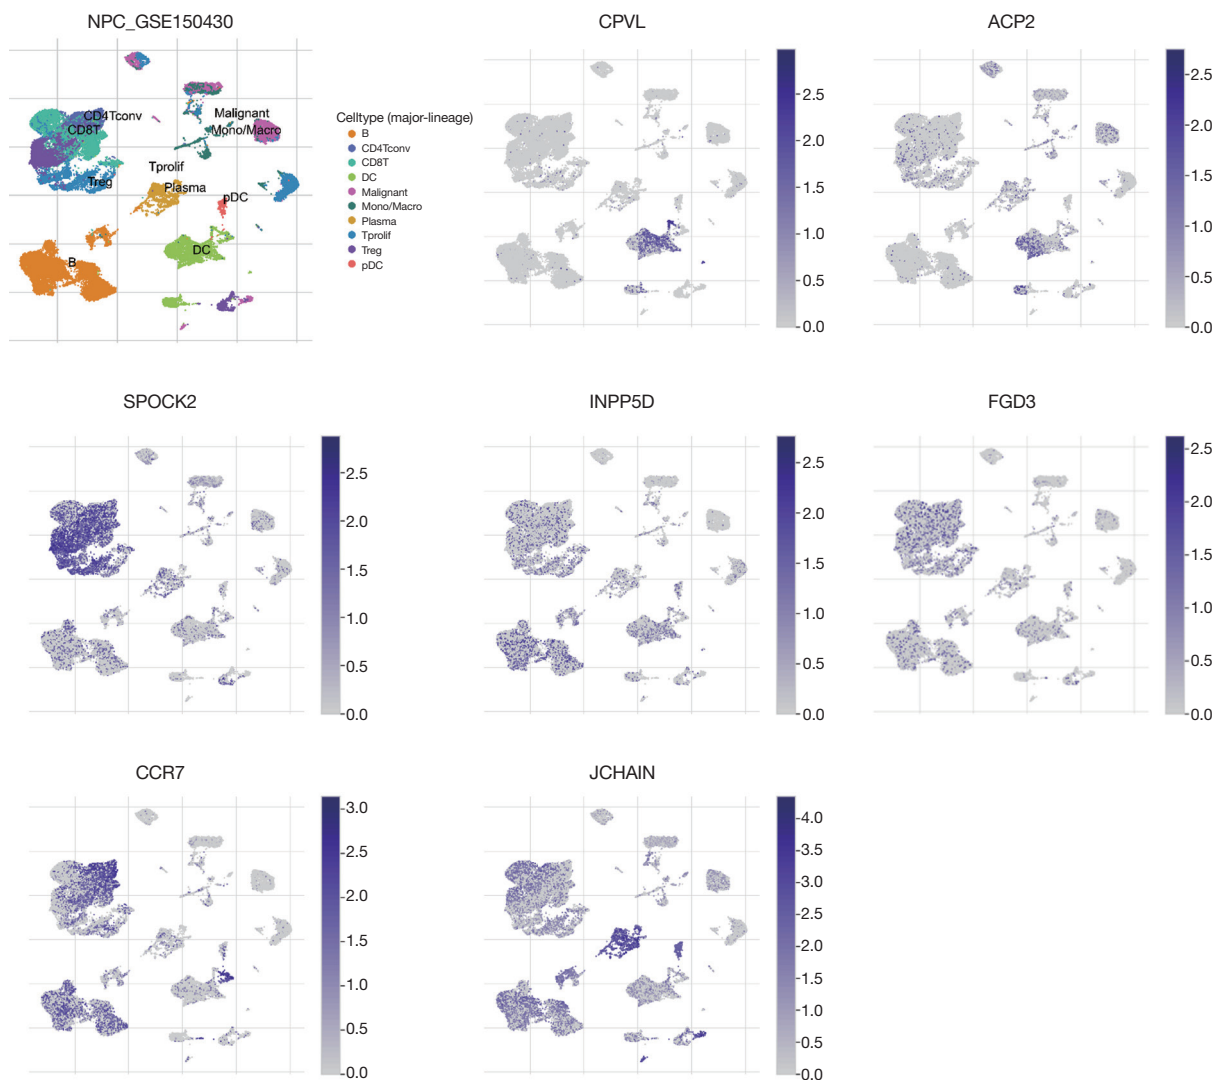 NPC_GSE150430
CD4Tconv
CD8T
Treg
Malignant
Mono/Macro
Tprolif
Plasma
pDC
DC
B
Celltype (major-lineage)
B
CD4Tconv
CD8T
DC
Malignant
Mono/Macro
Plasma
Tprolif
Treg
pDC
CPVL
2.5
2.0
1.5
1.0
0.5
0.0
ACP2
2.5
2.0
1.5
1.0
0.5
0.0
SPOCK2
2.5
2.0
1.5
1.0
0.5
0.0
INPP5D
2.5
2.0
1.5
1.0
0.5
0.0
FGD3
2.5
2.0
1.5
1.0
0.5
0.0
CCR7
3.0
2.5
2.0
1.5
1.0
0.5
0.0
JCHAIN
4.0
3.5
3.0
2.5
2.0
1.5
1.0
0.5
0.0